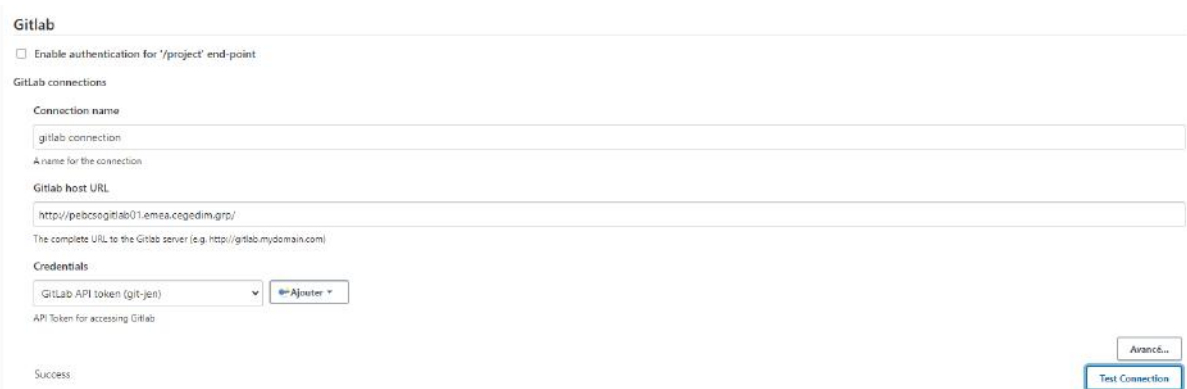 Gitlab
Enable authentication for '/project' end-point
GitLab connections
Connection name
gitlab connection
A name for the connection
Gitlab host URL
http://pebcsogitlab01.emea.cegedim.grp/
The complete URL to the Gitlab server (e.g. http://gitlab.mydomain.com)
Credentials
GitLab API token (git-jen)
Ajouter
API Token for accessing Gitlab
Avancé...
Success
Test Connection